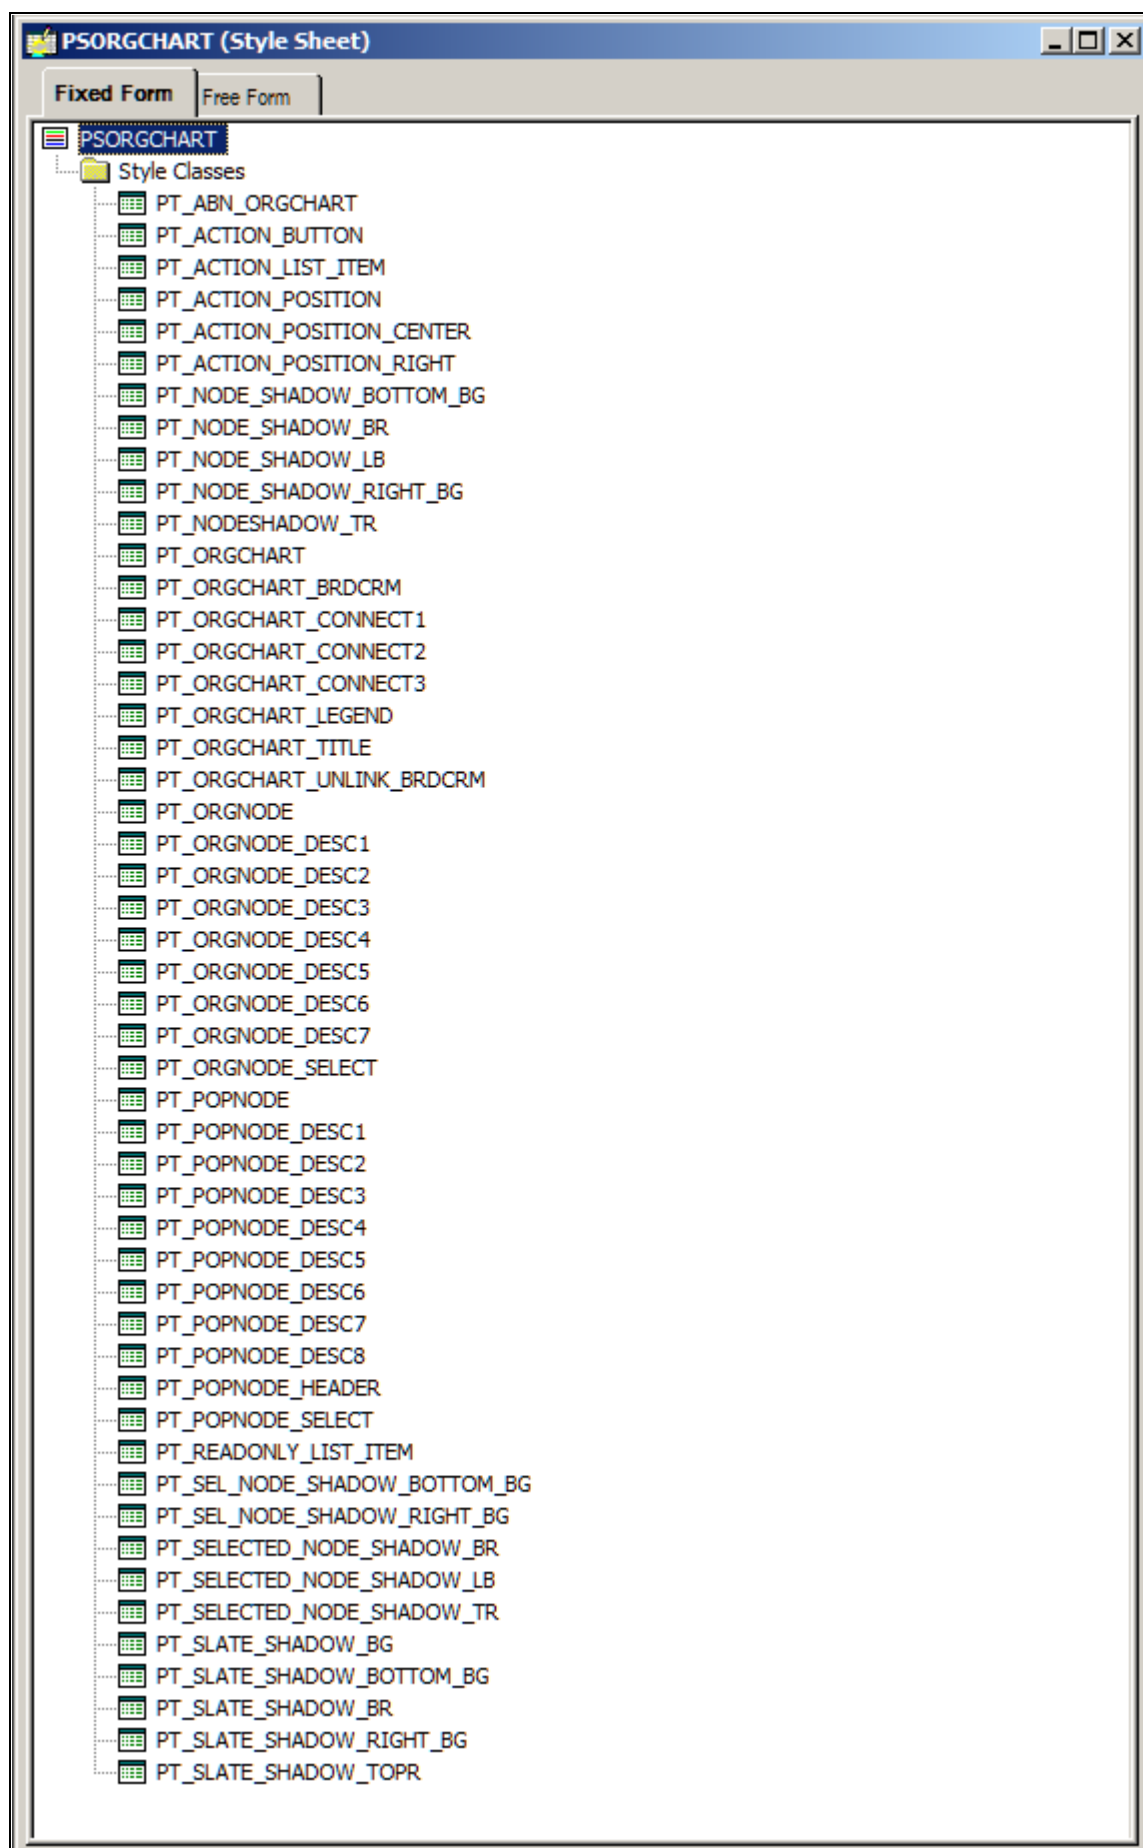 PSORGCHART (Style Sheet)
Fixed Form Free Form
PSORGCHART
Style Classes
PT_ABN_ORGCHART
PT_ACTION_BUTTON
PT_ACTION_LIST_ITEM
PT_ACTION_POSITION
PT_ACTION_POSITION_CENTER
PT_ACTION_POSITION_RIGHT
PT_NODE_SHADOW_BOTTOM_BG
PT_NODE_SHADOW_BR
PT_NODE_SHADOW_LB
PT_NODE_SHADOW_RIGHT_BG
PT_NODESHADOW_TR
PT_ORGCHART
PT_ORGCHART_BRDCRM
PT_ORGCHART_CONNECT1
PT_ORGCHART_CONNECT2
PT_ORGCHART_CONNECT3
PT_ORGCHART_LEGEND
PT_ORGCHART_TITLE
PT_ORGCHART_UNLINK_BRDCRM
PT_ORGNODE
PT_ORGNODE_DESC1
PT_ORGNODE_DESC2
PT_ORGNODE_DESC3
PT_ORGNODE_DESC4
PT_ORGNODE_DESC5
PT_ORGNODE_DESC6
PT_ORGNODE_DESC7
PT_ORGNODE_SELECT
PT_POPNODE
PT_POPNODE_DESC1
PT_POPNODE_DESC2
PT_POPNODE_DESC3
PT_POPNODE_DESC4
PT_POPNODE_DESC5
PT_POPNODE_DESC6
PT_POPNODE_DESC7
PT_POPNODE_DESC8
PT_POPNODE_HEADER
PT_POPNODE_SELECT
PT_READONLY_LIST_ITEM
PT_SEL_NODE_SHADOW_BOTTOM_BG
PT_SEL_NODE_SHADOW_RIGHT_BG
PT_SELECTED_NODE_SHADOW_BR
PT_SELECTED_NODE_SHADOW_LB
PT_SELECTED_NODE_SHADOW_TR
PT_SLATE_SHADOW_BG
PT_SLATE_SHADOW_BOTTOM_BG
PT_SLATE_SHADOW_BR
PT_SLATE_SHADOW_RIGHT_BG
PT_SLATE_SHADOW_TOPR